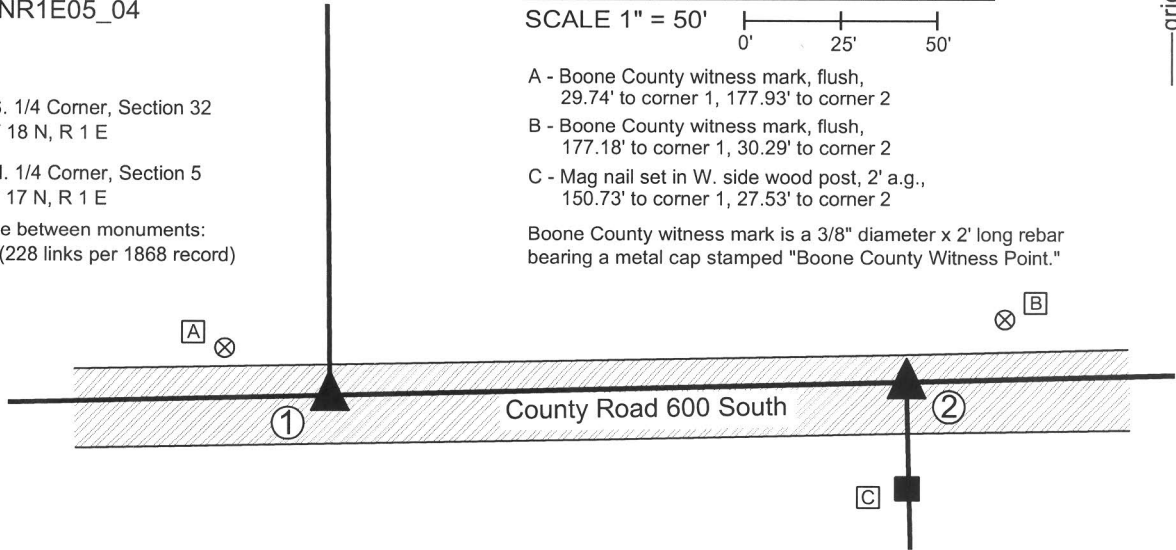 NR1E05_04
SCALE 1" = 50'
0' 25' 50'
A - Boone County witness mark, flush,
29.74' to corner 1, 177.93' to corner 2
B - Boone County witness mark, flush,
177.18' to corner 1, 30.29' to corner 2
C - Mag nail set in W. side wood post, 2' a.g.,
150.73' to corner 1, 27.53' to corner 2
Boone County witness mark is a 3/8" diameter x 2' long rebar
bearing a metal cap stamped "Boone County Witness Point."
. 1/4 Corner, Section 32
18 N, R 1 E
. 1/4 Corner, Section 5
17 N, R 1 E
e between monuments:
(228 links per 1868 record)
A
B
1
County Road 600 South
2
C